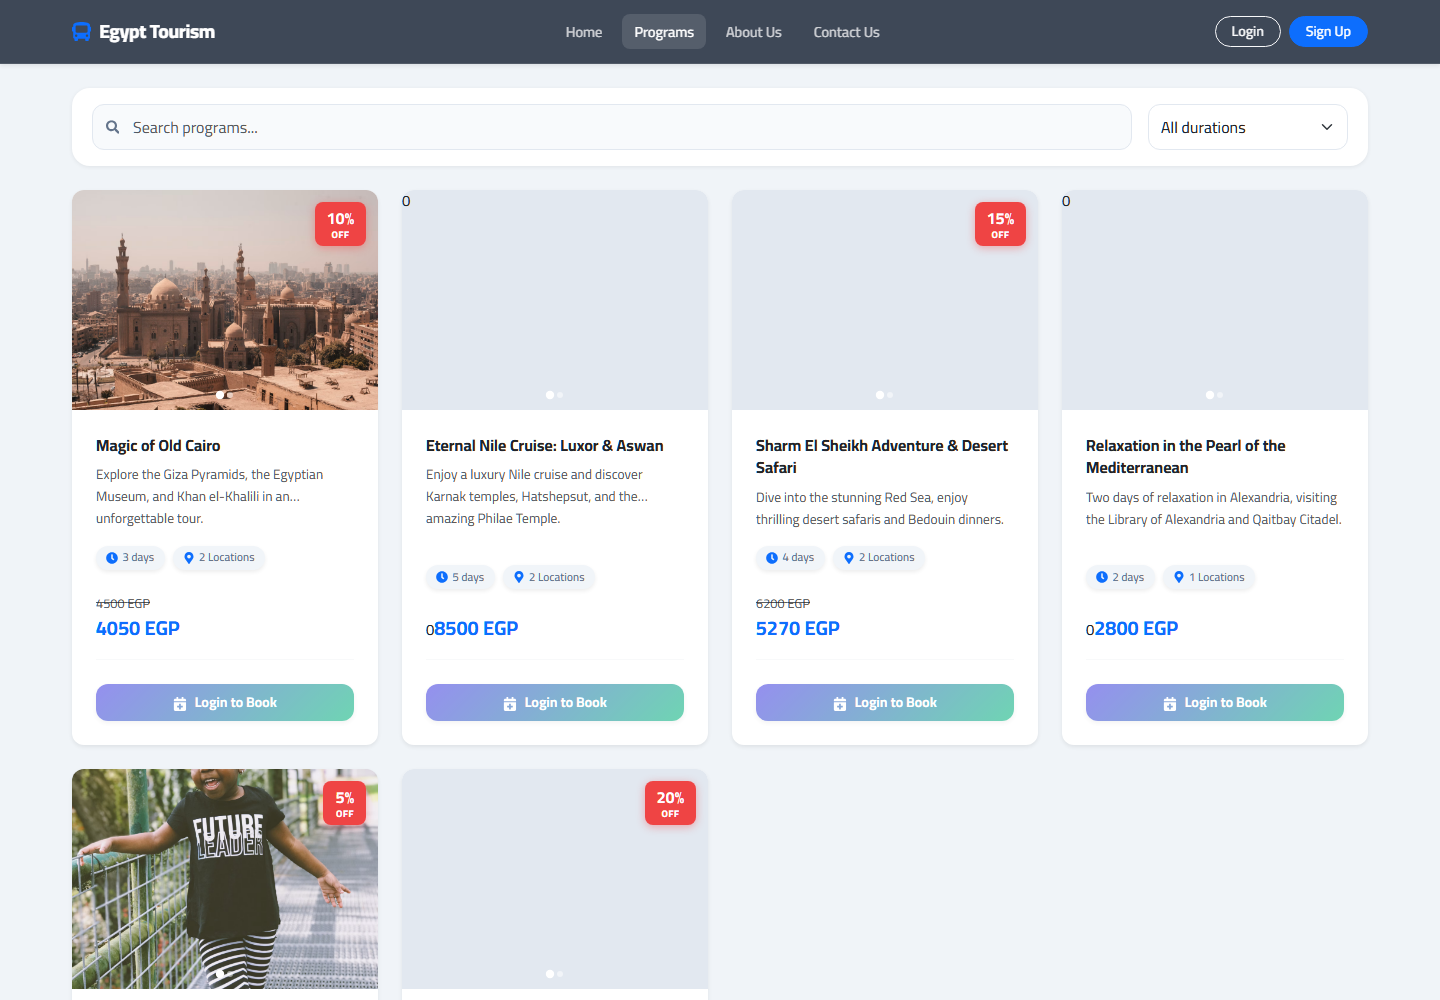 Egypt Tourism
Home
Programs
About Us
Contact Us
Login
Sign Up
Search programs...
All durations
10%
OFF
Magic of Old Cairo
Explore the Giza Pyramids, the Egyptian
Museum, and Khan el-Khalili in an...
unforgettable tour.
3 days
2 Locations
4500 EGP
4050 EGP
Login to Book
0
Eternal Nile Cruise: Luxor & Aswan
Enjoy a luxury Nile cruise and discover
Karnak temples, Hatshepsut, and the...
amazing Philae Temple.
5 days
2 Locations
08500 EGP
Login to Book
15%
OFF
Sharm El Sheikh Adventure & Desert
Safari
Dive into the stunning Red Sea, enjoy
thrilling desert safaris and Bedouin dinners.
4 days
2 Locations
6200 EGP
5270 EGP
Login to Book
0
Relaxation in the Pearl of the
Mediterranean
Two days of relaxation in Alexandria, visiting
the Library of Alexandria and Qaitbay Citadel.
2 days
1 Locations
02800 EGP
Login to Book
5%
OFF
FUTURE
LEADER
20%
OFF